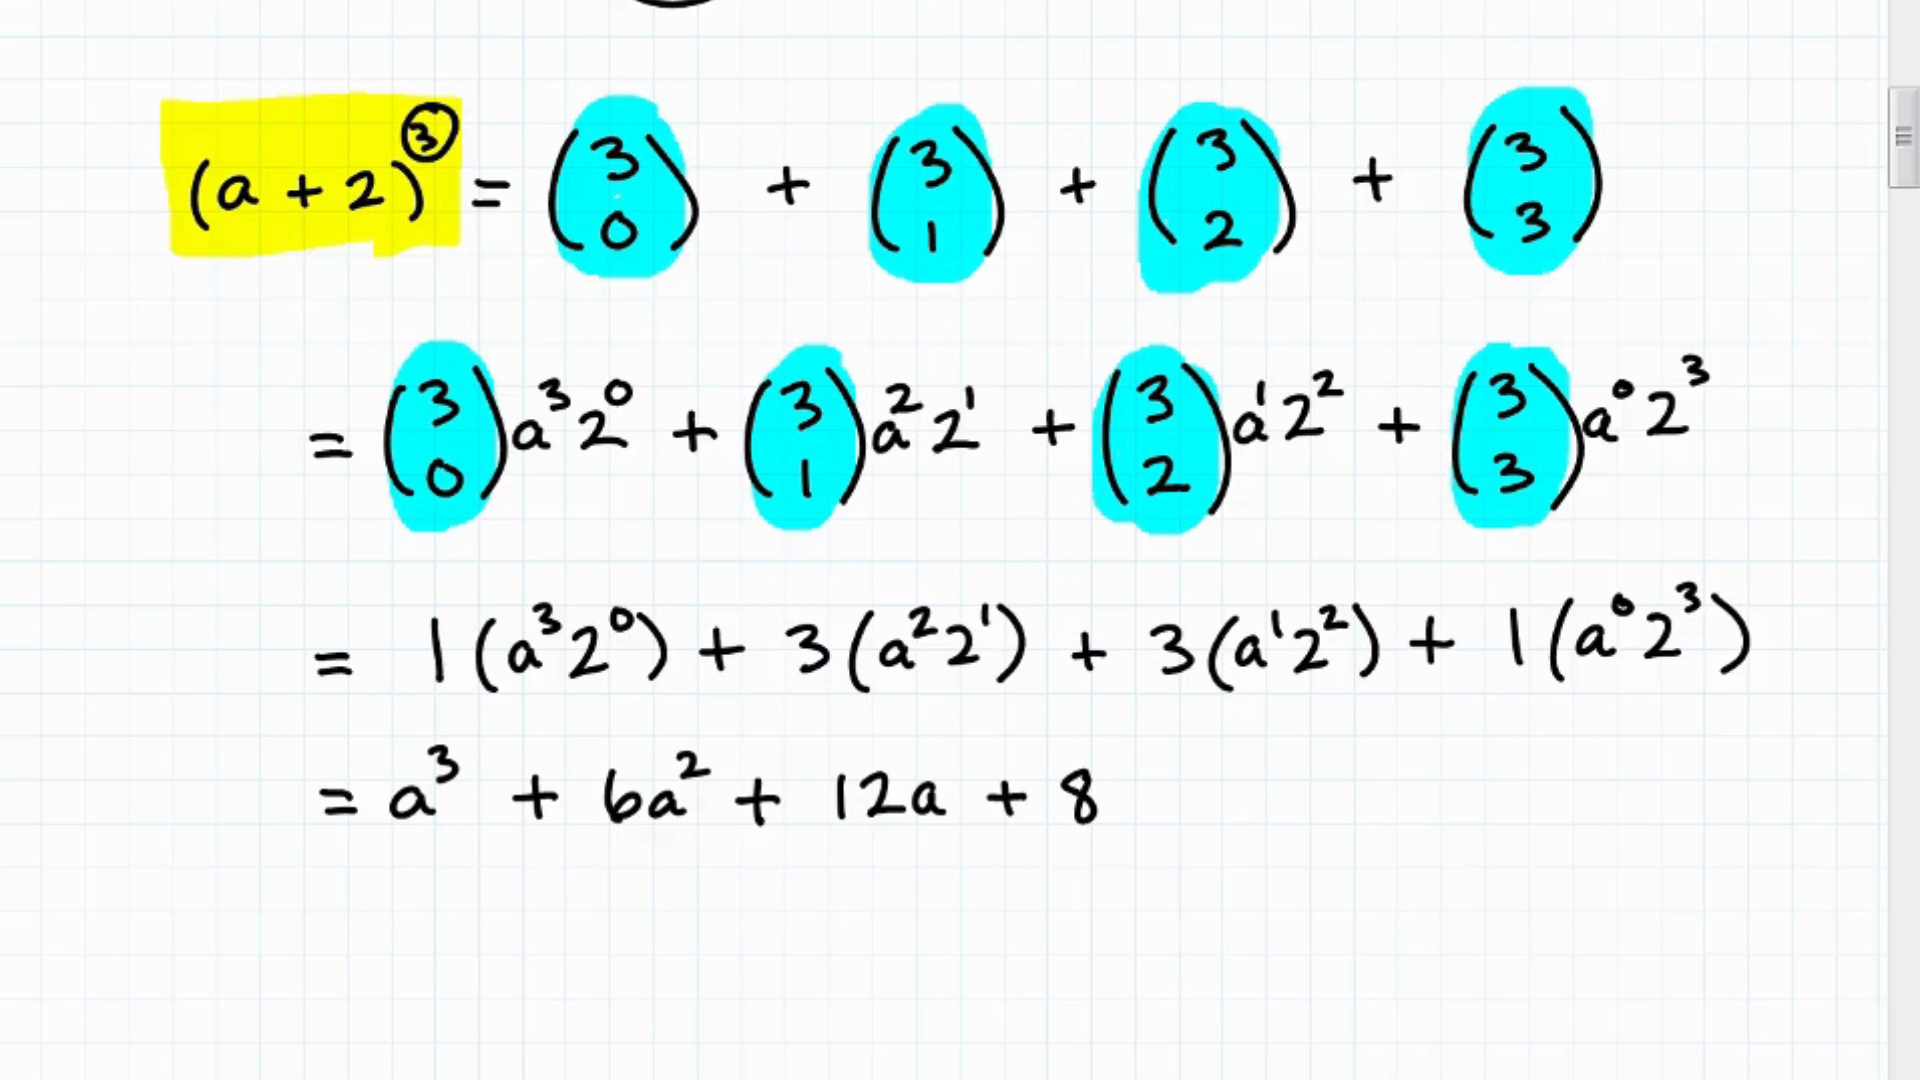 (a + 2)³ = (3 0) + (3 1) + (3 2) + (3 3)
= (3 0)a³2⁰ + (3 1)a²2¹ + (3 2)a¹2² + (3 3)a⁰2³
= 1(a³2⁰) + 3(a²2¹) + 3(a¹2²) + 1(a⁰2³)
= a³ + 6a² + 12a + 8